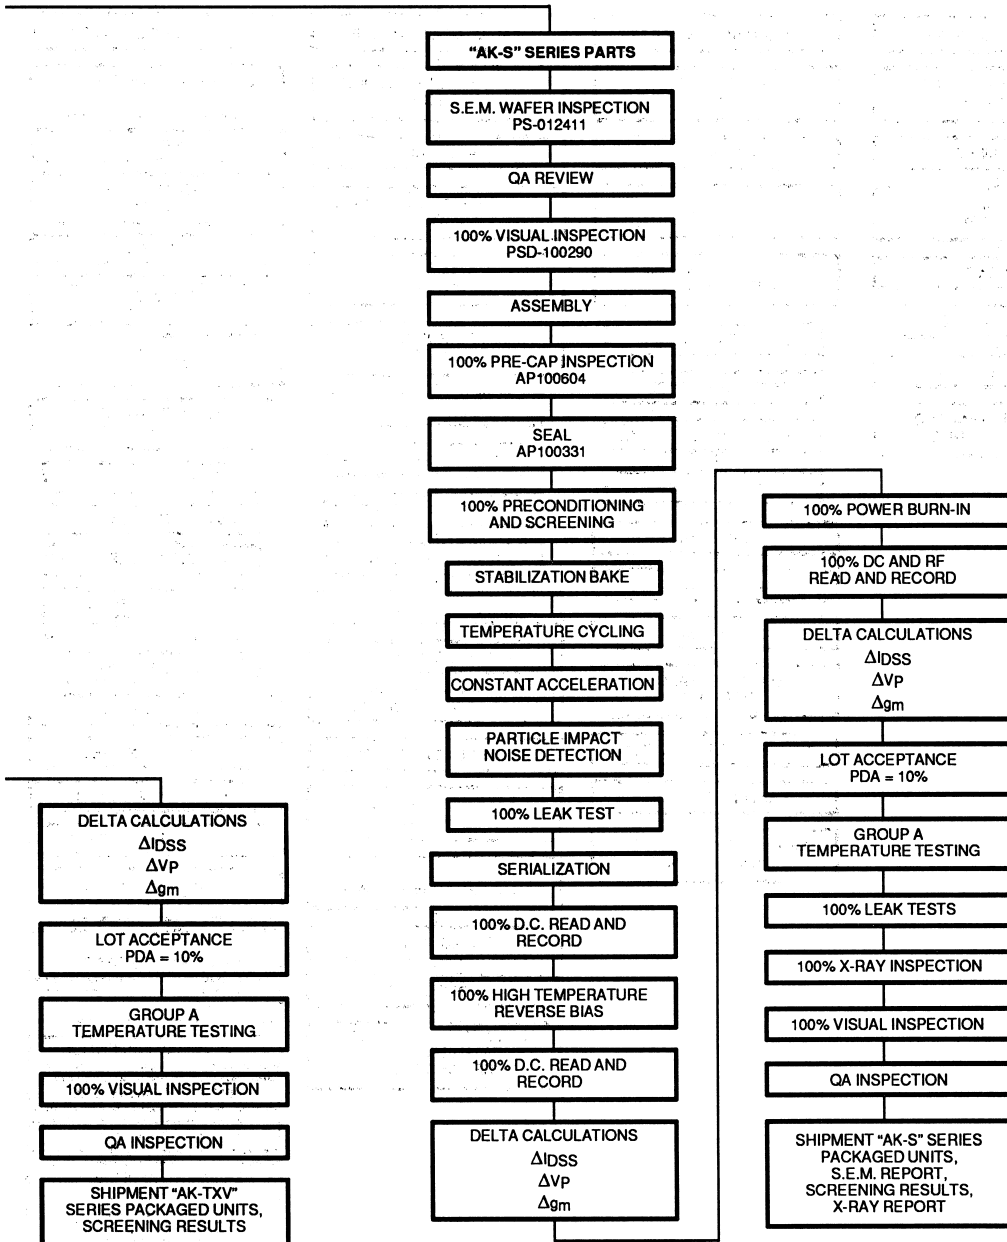 "AK-S" SERIES PARTS
S.E.M. WAFER INSPECTION
PS-012411
QA REVIEW
100% VISUAL INSPECTION
PSD-100290
ASSEMBLY
100% PRE-CAP INSPECTION
AP100604
SEAL
AP100331
100% PRECONDITIONING
AND SCREENING
STABILIZATION BAKE
TEMPERATURE CYCLING
CONSTANT ACCELERATION
PARTICLE IMPACT
NOISE DETECTION
100% LEAK TEST
SERIALIZATION
100% D.C. READ AND
RECORD
100% HIGH TEMPERATURE
REVERSE BIAS
100% D.C. READ AND
RECORD
DELTA CALCULATIONS
ΔIDSS
ΔVP
Δgm
100% POWER BURN-IN
100% DC AND RF
READ AND RECORD
DELTA CALCULATIONS
ΔIDSS
ΔVP
Δgm
LOT ACCEPTANCE
PDA = 10%
GROUP A
TEMPERATURE TESTING
100% LEAK TESTS
100% X-RAY INSPECTION
100% VISUAL INSPECTION
QA INSPECTION
SHIPMENT "AK-S" SERIES
PACKAGED UNITS,
S.E.M. REPORT,
SCREENING RESULTS,
X-RAY REPORT
DELTA CALCULATIONS
ΔIDSS
ΔVP
Δgm
LOT ACCEPTANCE
PDA = 10%
GROUP A
TEMPERATURE TESTING
100% VISUAL INSPECTION
QA INSPECTION
SHIPMENT "AK-TXV"
SERIES PACKAGED UNITS,
SCREENING RESULTS